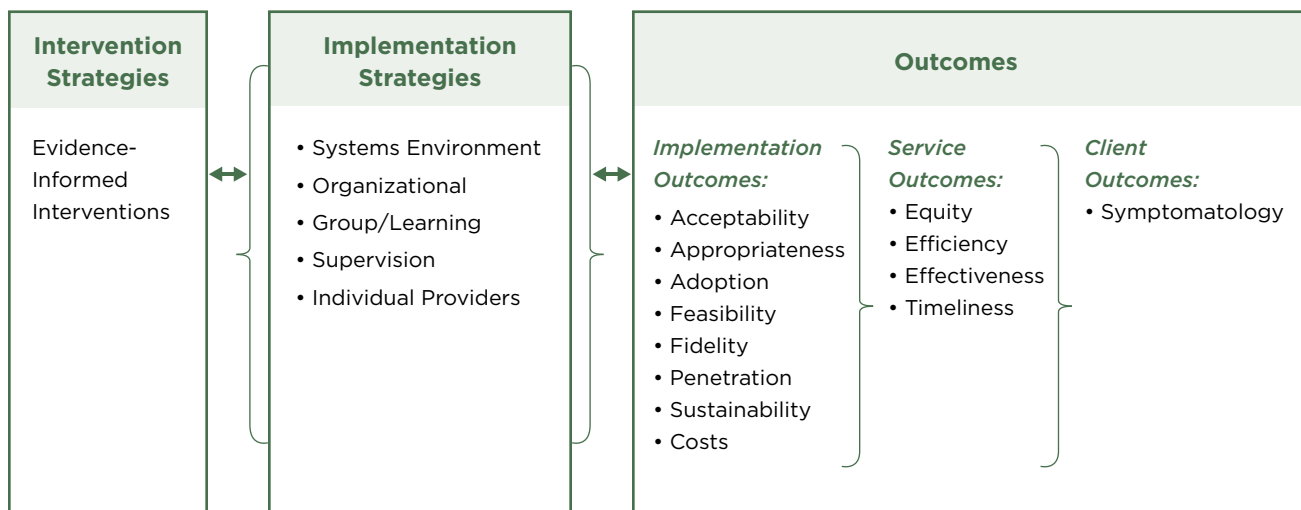 Intervention
Strategies
Evidence-
Informed
Interventions
Implementation
Strategies
• Systems Environment
• Organizational
• Group/Learning
• Supervision
• Individual Providers
Outcomes
Implementation
Outcomes:
• Acceptability
• Appropriateness
• Adoption
• Feasibility
• Fidelity
• Penetration
• Sustainability
• Costs
Service
Outcomes:
• Equity
• Efficiency
• Effectiveness
• Timeliness
Client
Outcomes:
• Symptomatology